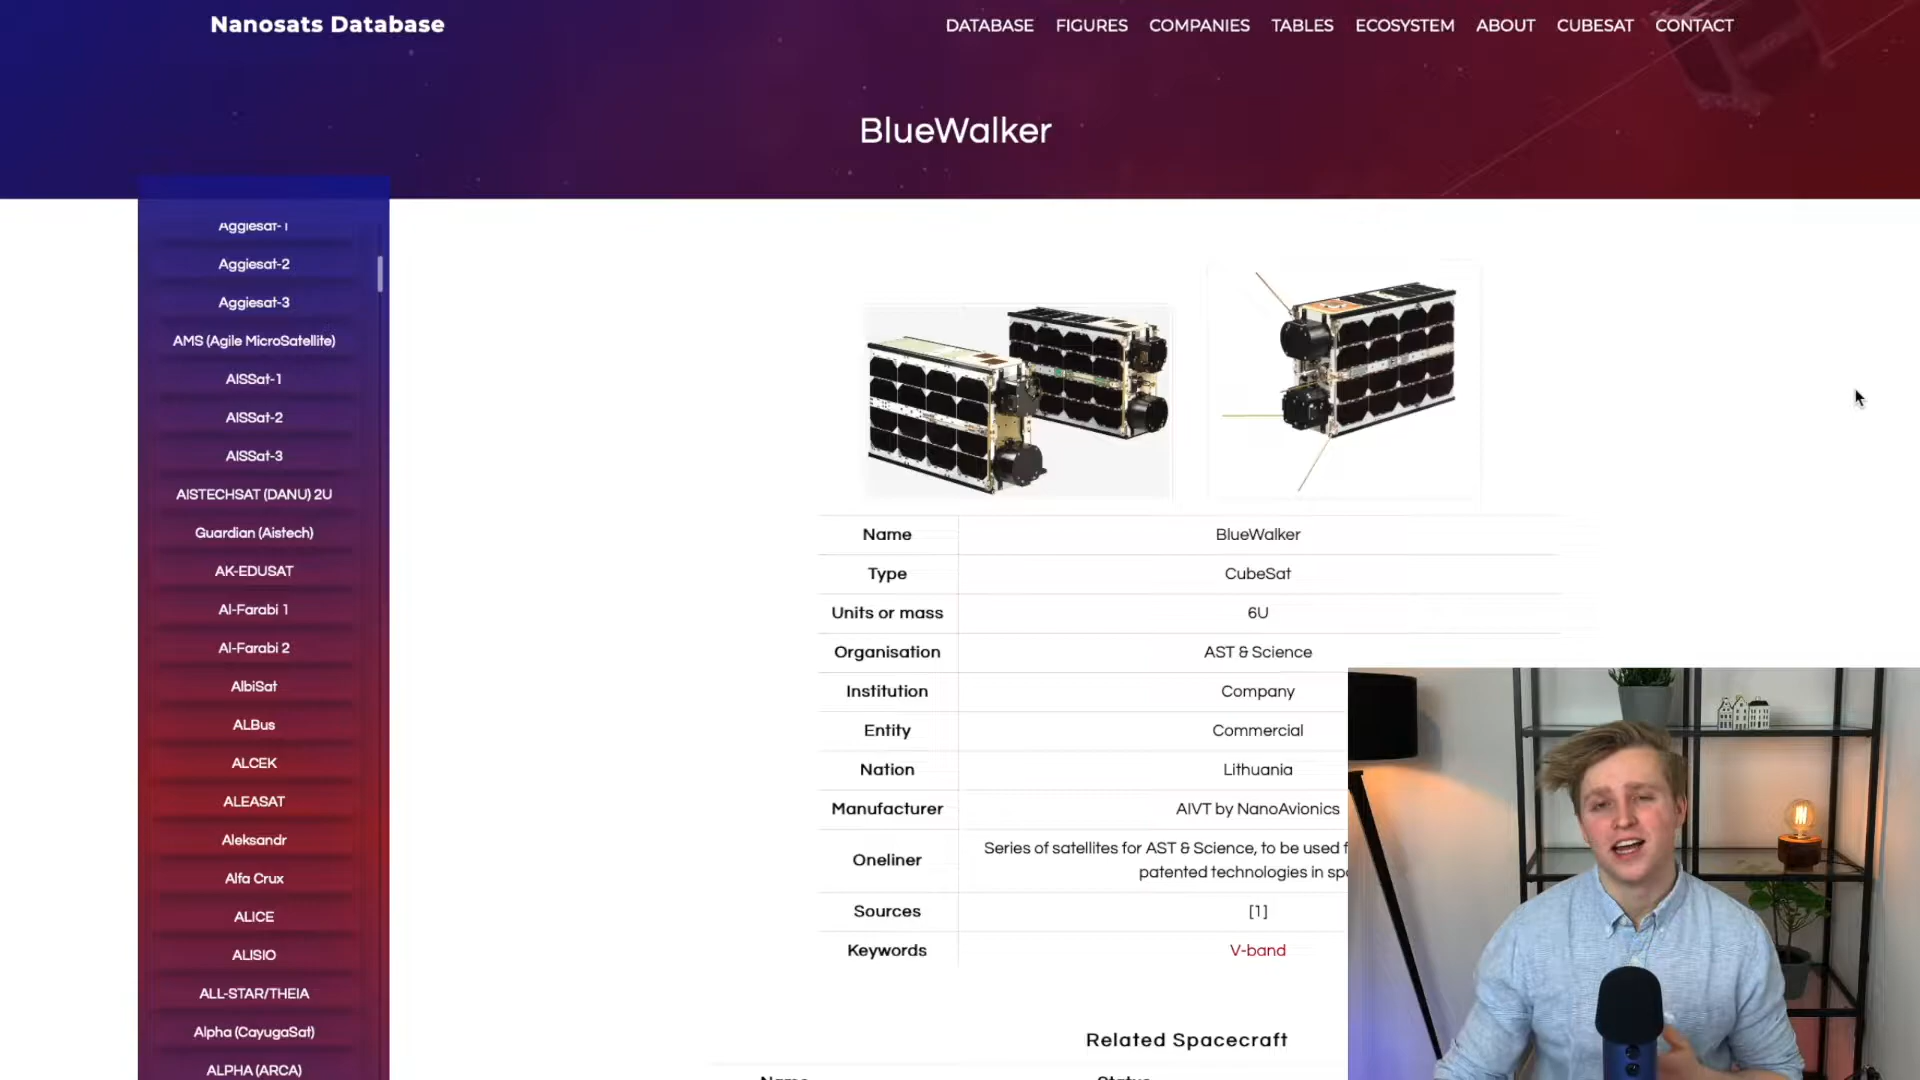 Nanosats Database
DATABASE FIGURES COMPANIES TABLES ECOSYSTEM ABOUT CUBESAT CONTACT
BlueWalker
Aggiesat-1
Aggiesat-2
Aggiesat-3
AMS (Agile MicroSatellite)
AISSat-1
AISSat-2
AISSat-3
AISTECHSAT (DANU) 2U
Guardian (Aistech)
AK-EDUSAT
Al-Farabi 1
Al-Farabi 2
AlbiSat
ALBus
ALCEK
ALEASAT
Aleksandr
Alfa Crux
ALICE
ALISIO
ALL-STAR/THEIA
Alpha (CayugaSat)
ALPHA (ARCA)
Name BlueWalker
Type CubeSat
Units or mass 6U
Organisation AST & Science
Institution Company
Entity Commercial
Nation Lithuania
Manufacturer AIVT by NanoAvionics
Oneliner Series of satellites for AST & Science, to be used
patented technologies in
Sources [1]
Keywords V-band
Related Spacecraft
Name Status